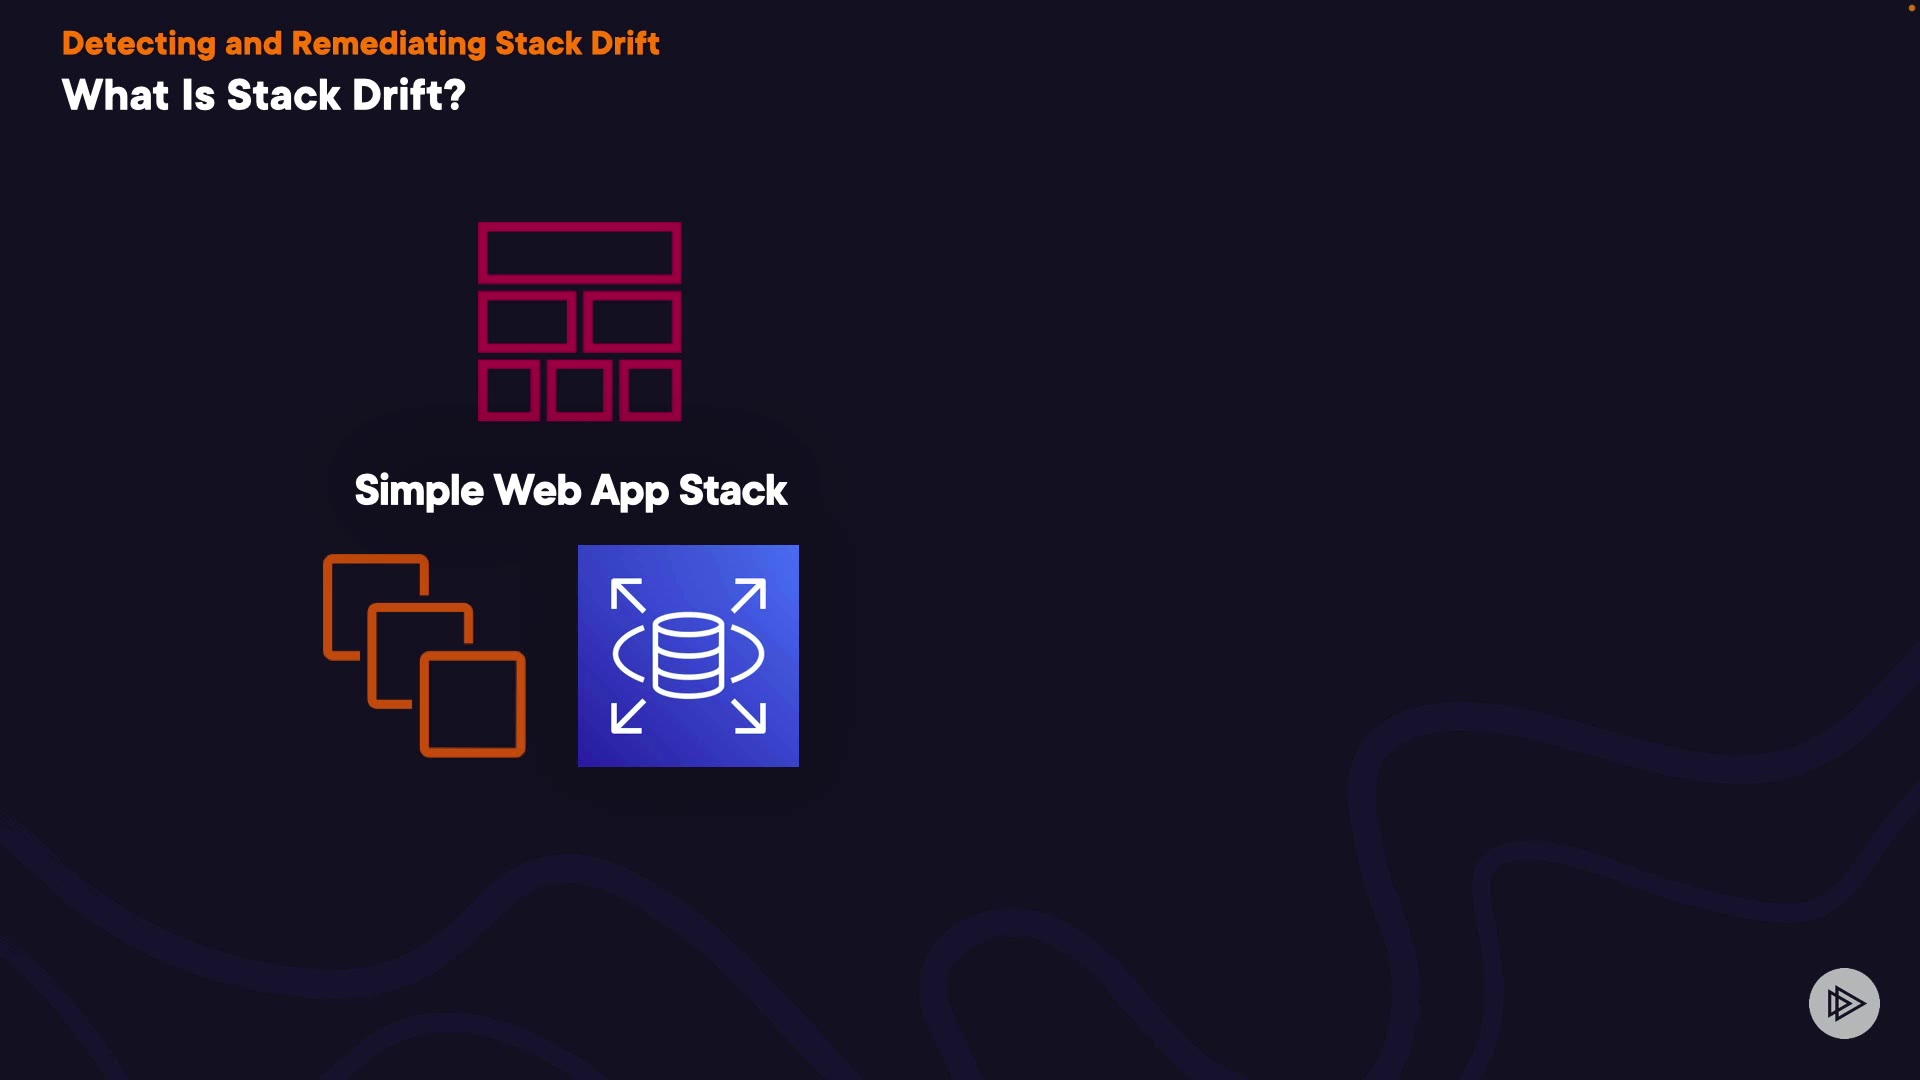 Detecting and Remediating Stack Drift
What Is Stack Drift?
Simple Web App Stack